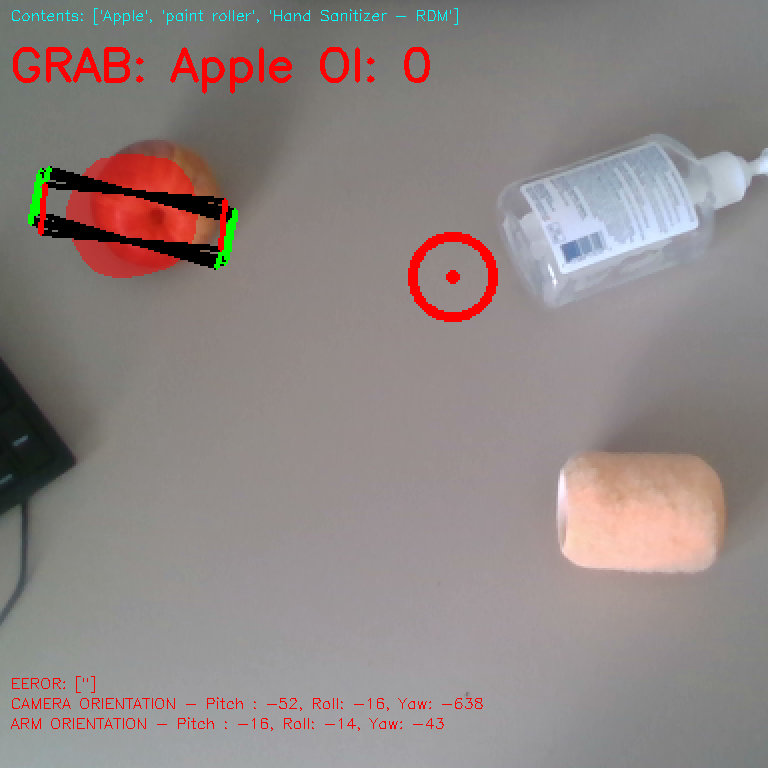 Contents: ['Apple', 'paint roller', 'Hand Sanitizer - RDM']
GRAB: Apple OI: 0
EEROR: ['']
CAMERA ORIENTATION - Pitch : -52, Roll: -16, Yaw: -638
ARM ORIENTATION - Pitch : -16, Roll: -14, Yaw: -43